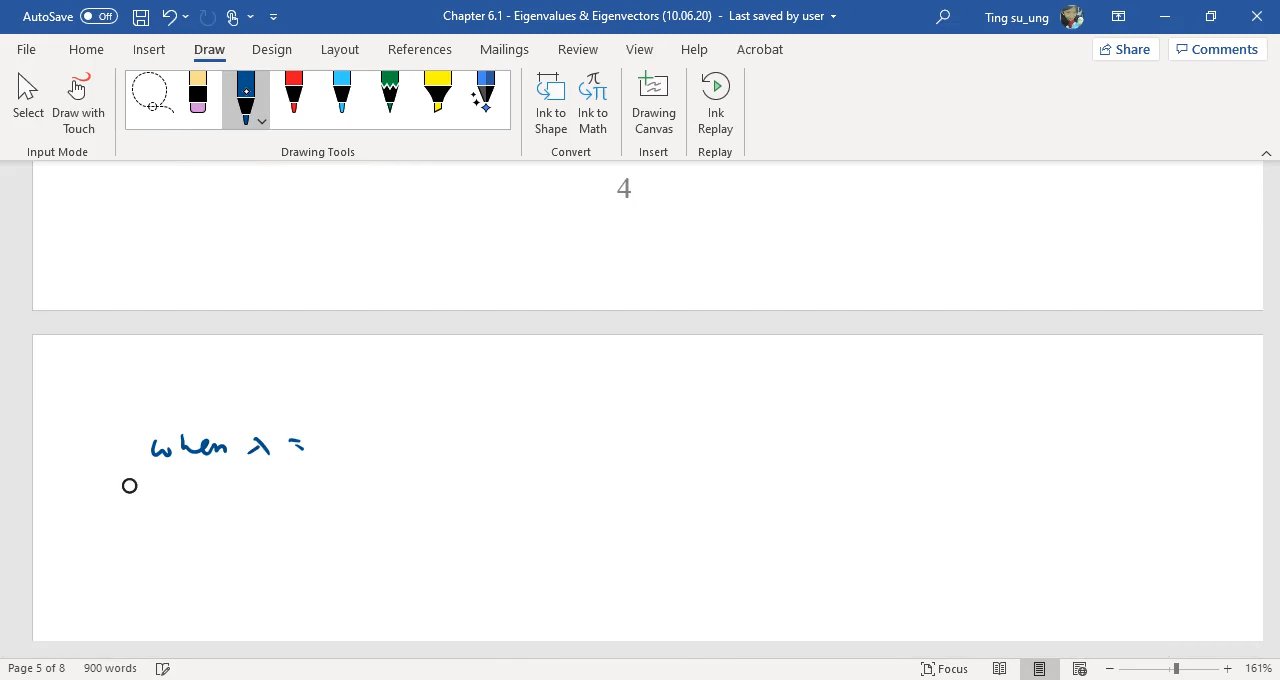 AutoSave Off Chapter 6.1 - Eigenvalues & Eigenvectors (10.06.20) - Last saved by user Ting su_ung
File Home Insert Draw Design Layout References Mailings Review View Help Acrobat Share Comments
Select Draw with Touch Ink to Shape Ink to Math Drawing Canvas Ink Replay
Input Mode Drawing Tools Convert Insert Replay
4
when λ =
Page 5 of 8 900 words Focus 161%